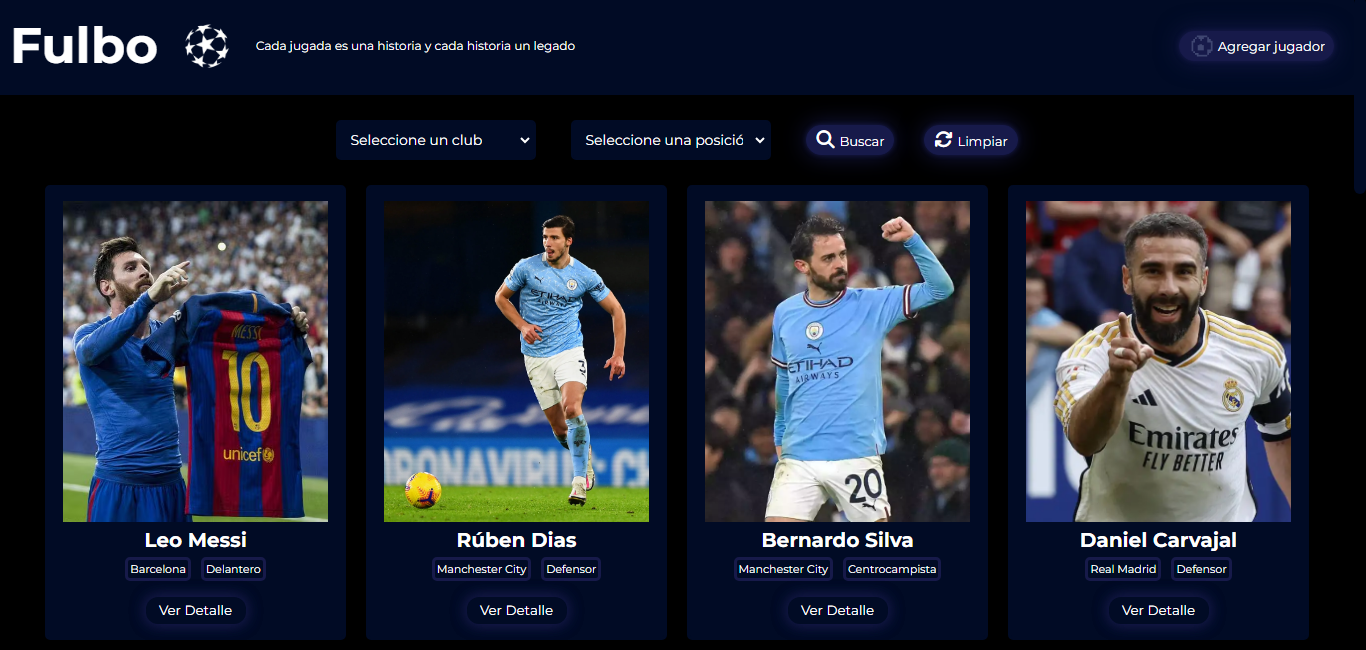 Fulbo
Cada jugada es una historia y cada historia un legado
Agregar jugador
Seleccione un club
Seleccione una posició
Buscar
Limpiar
MESSI
10
unicef
ETIHAD
AIRWAYS
3
ETIHAD
AIRWAYS
20
Emirates
FLY BETTER
Leo Messi
Rúben Dias
Bernardo Silva
Daniel Carvajal
Barcelona
Delantero
Manchester City
Defensor
Manchester City
Centrocampista
Real Madrid
Defensor
Ver Detalle
Ver Detalle
Ver Detalle
Ver Detalle